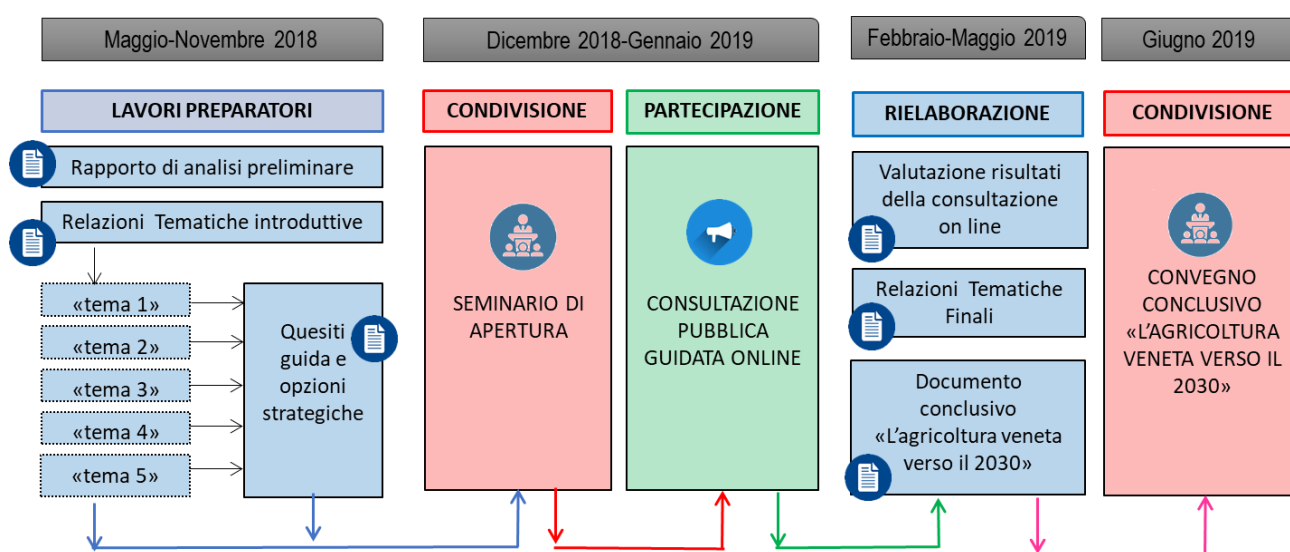 Maggio-Novembre 2018
Dicembre 2018-Gennaio 2019
Febbraio-Maggio 2019
Giugno 2019
LAVORI PREPARATORI
CONDIVISIONE
PARTECIPAZIONE
RIELABORAZIONE
CONDIVISIONE
Rapporto di analisi preliminare
Relazioni Tematiche introduttive
«tema 1»
«tema 2»
«tema 3»
«tema 4»
«tema 5»
Quesiti
guida e
opzioni
strategiche
SEMINARIO DI
APERTURA
CONSULTAZIONE
PUBBLICA
GUIDATA ONLINE
Valutazione risultati
della consultazione
on line
Relazioni Tematiche
Finali
Documento
conclusivo
«L'agricoltura veneta
verso il 2030»
CONVEGNO
CONCLUSIVO
«L'AGRICOLTURA
VENETA VERSO IL
2030»